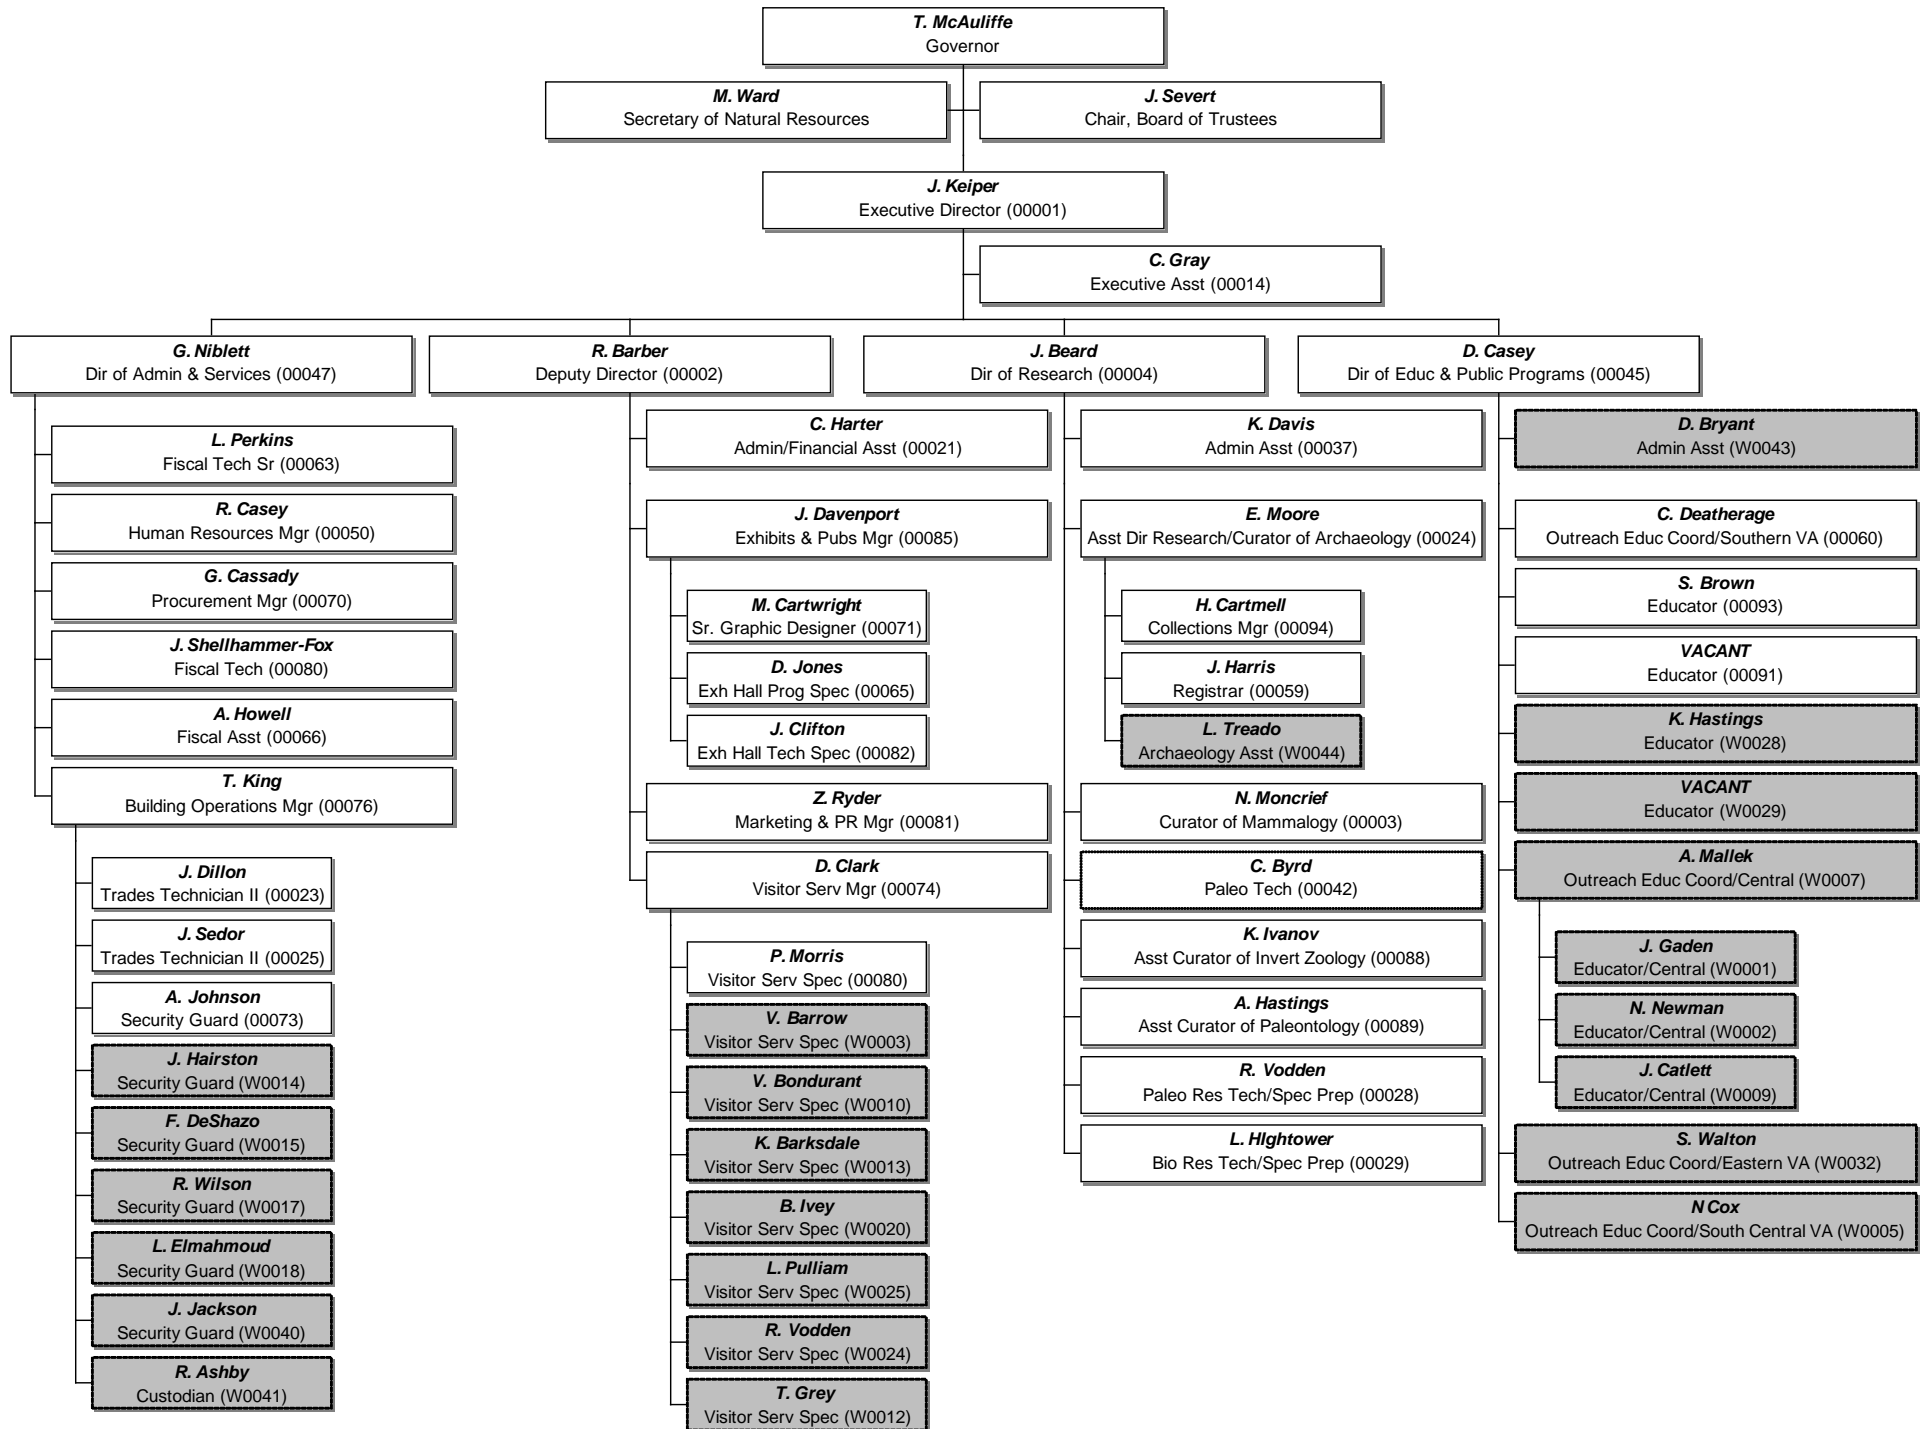 T. McAuliffe
Governor
M. Ward
Secretary of Natural Resources
J. Severt
Chair, Board of Trustees
J. Keiper
Executive Director (00001)
C. Gray
Executive Asst (00014)
G. Niblett
Dir of Admin & Services (00047)
L. Perkins
Fiscal Tech Sr (00063)
R. Casey
Human Resources Mgr (00050)
G. Cassady
Procurement Mgr (00070)
J. Shellhammer-Fox
Fiscal Tech (00080)
A. Howell
Fiscal Asst (00066)
T. King
Building Operations Mgr (00076)
J. Dillon
Trades Technician II (00023)
J. Sedor
Trades Technician II (00025)
A. Johnson
Security Guard (00073)
J. Hairston
Security Guard (W0014)
F. DeShazo
Security Guard (W0015)
R. Wilson
Security Guard (W0017)
L. Elmahmoud
Security Guard (W0018)
J. Jackson
Security Guard (W0040)
R. Ashby
Custodian (W0041)
R. Barber
Deputy Director (00002)
C. Harter
Admin/Financial Asst (00021)
J. Davenport
Exhibits & Pubs Mgr (00085)
M. Cartwright
Sr. Graphic Designer (00071)
D. Jones
Exh Hall Prog Spec (00065)
J. Clifton
Exh Hall Tech Spec (00082)
Z. Ryder
Marketing & PR Mgr (00081)
D. Clark
Visitor Serv Mgr (00074)
P. Morris
Visitor Serv Spec (00080)
V. Barrow
Visitor Serv Spec (W0003)
V. Bondurant
Visitor Serv Spec (W0010)
K. Barksdale
Visitor Serv Spec (W0013)
B. Ivey
Visitor Serv Spec (W0020)
L. Pulliam
Visitor Serv Spec (W0025)
R. Vodden
Visitor Serv Spec (W0024)
T. Grey
Visitor Serv Spec (W0012)
J. Beard
Dir of Research (00004)
K. Davis
Admin Asst (00037)
E. Moore
Asst Dir Research/Curator of Archaeology (00024)
H. Cartmell
Collections Mgr (00094)
J. Harris
Registrar (00059)
L. Treado
Archaeology Asst (W0044)
N. Moncrief
Curator of Mammalogy (00003)
C. Byrd
Paleo Tech (00042)
K. Ivanov
Asst Curator of Invert Zoology (00088)
A. Hastings
Asst Curator of Paleontology (00089)
R. Vodden
Paleo Res Tech/Spec Prep (00028)
L. HIghtower
Bio Res Tech/Spec Prep (00029)
D. Casey
Dir of Educ & Public Programs (00045)
D. Bryant
Admin Asst (W0043)
C. Deatherage
Outreach Educ Coord/Southern VA (00060)
S. Brown
Educator (00093)
VACANT
Educator (00091)
K. Hastings
Educator (W0028)
VACANT
Educator (W0029)
A. Mallek
Outreach Educ Coord/Central (W0007)
J. Gaden
Educator/Central (W0001)
N. Newman
Educator/Central (W0002)
J. Catlett
Educator/Central (W0009)
S. Walton
Outreach Educ Coord/Eastern VA (W0032)
N Cox
Outreach Educ Coord/South Central VA (W0005)